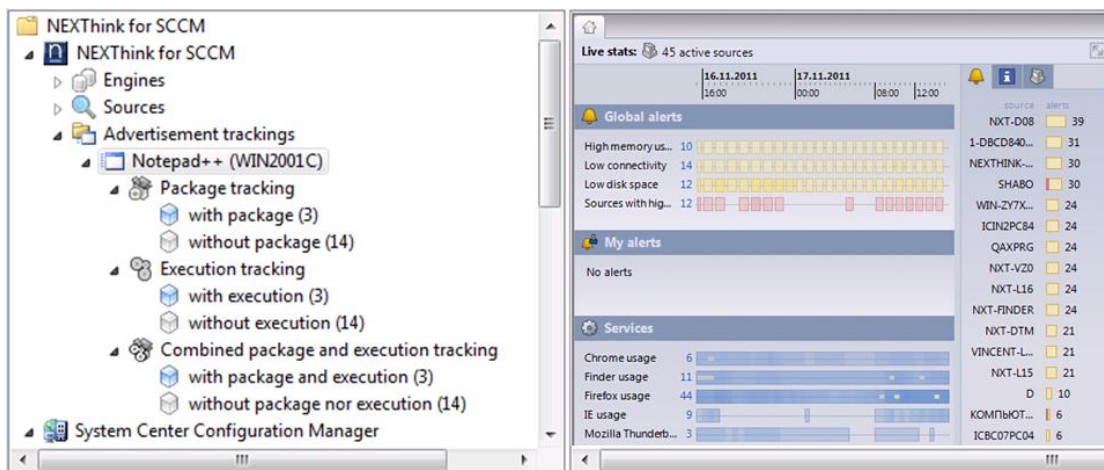 NEXThink for SCCM
NEXThink for SCCM
Engines
Sources
Advertisement trackings
Notepad++ (WIN2001C)
Package tracking
with package (3)
without package (14)
Execution tracking
with execution (3)
without execution (14)
Combined package and execution tracking
with package and execution (3)
without package nor execution (14)
System Center Configuration Manager
Live stats: 45 active sources
16.11.2011 17.11.2011
16:00 00:00 08:00 12:00
Global alerts
High memory us... 10
Low connectivity 14
Low disk space 12
Sources with hig... 12
My alerts
No alerts
Services
Chrome usage 6
Finder usage 11
Firefox usage 44
IE usage 9
Mozilla Thunderb... 3
source alerts
NXT-D08 39
1-DBCD840... 31
NEXTHINK-... 30
SHABO 30
WIN-ZY7X... 24
ICIN2PC84 24
QAXPRG 24
NXT-VZ0 24
NXT-L16 24
NXT-FINDER 24
NXT-DTM 21
VINCENT-L... 21
NXT-L15 21
D 10
КОМПЬЮТ... 6
ICBC07PC04 6